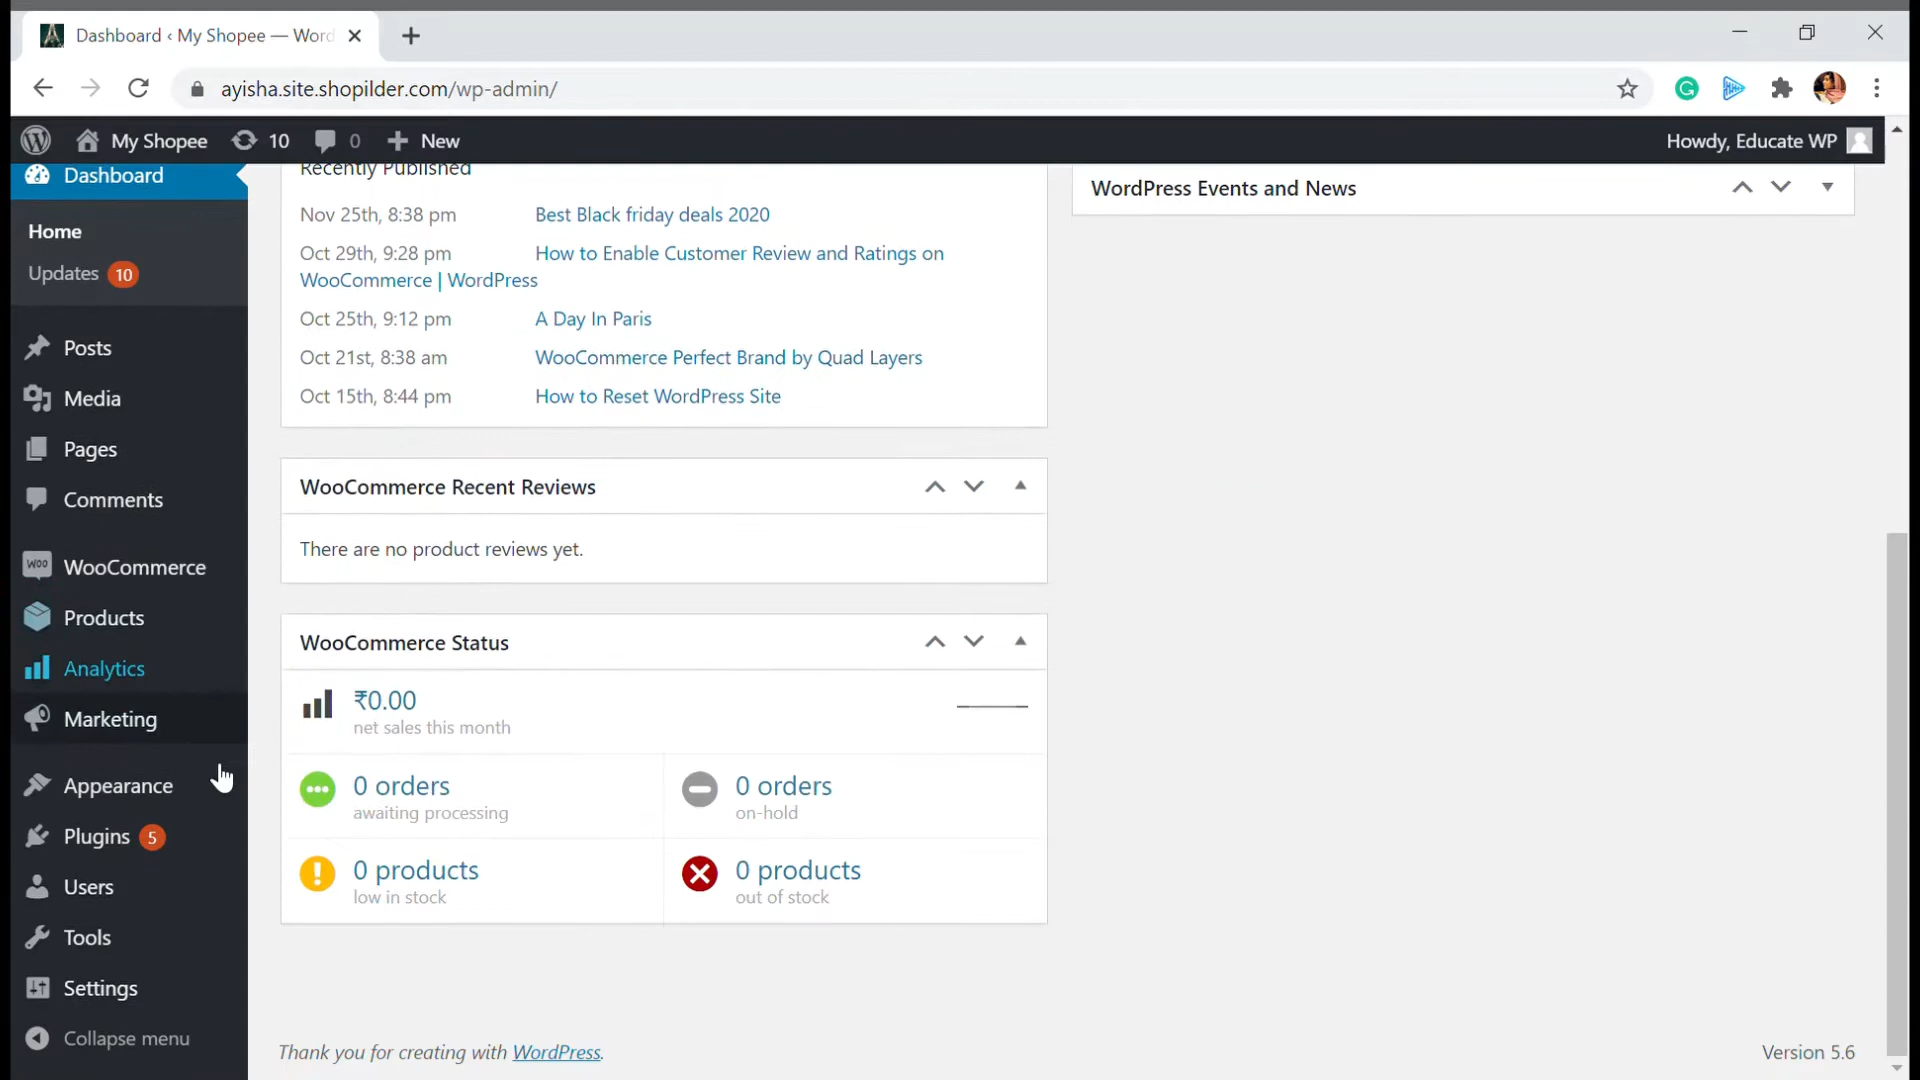 Dashboard ‹ My Shopee — Word
ayisha.site.shopilder.com/wp-admin/
My Shopee 10 0 New Howdy, Educate WP
Dashboard
Home
Updates 10
Posts
Media
Pages
Comments
WOO WooCommerce
Products
Analytics
Marketing
Appearance
Plugins 5
Users
Tools
Settings
Collapse menu
Recently Published
Nov 25th, 8:38 pm Best Black friday deals 2020
Oct 29th, 9:28 pm How to Enable Customer Review and Ratings on
WooCommerce | WordPress
Oct 25th, 9:12 pm A Day In Paris
Oct 21st, 8:38 am WooCommerce Perfect Brand by Quad Layers
Oct 15th, 8:44 pm How to Reset WordPress Site
WooCommerce Recent Reviews
There are no product reviews yet.
WooCommerce Status
₹0.00
net sales this month
0 orders
awaiting processing
0 orders
on-hold
0 products
low in stock
0 products
out of stock
WordPress Events and News
Thank you for creating with WordPress.
Version 5.6